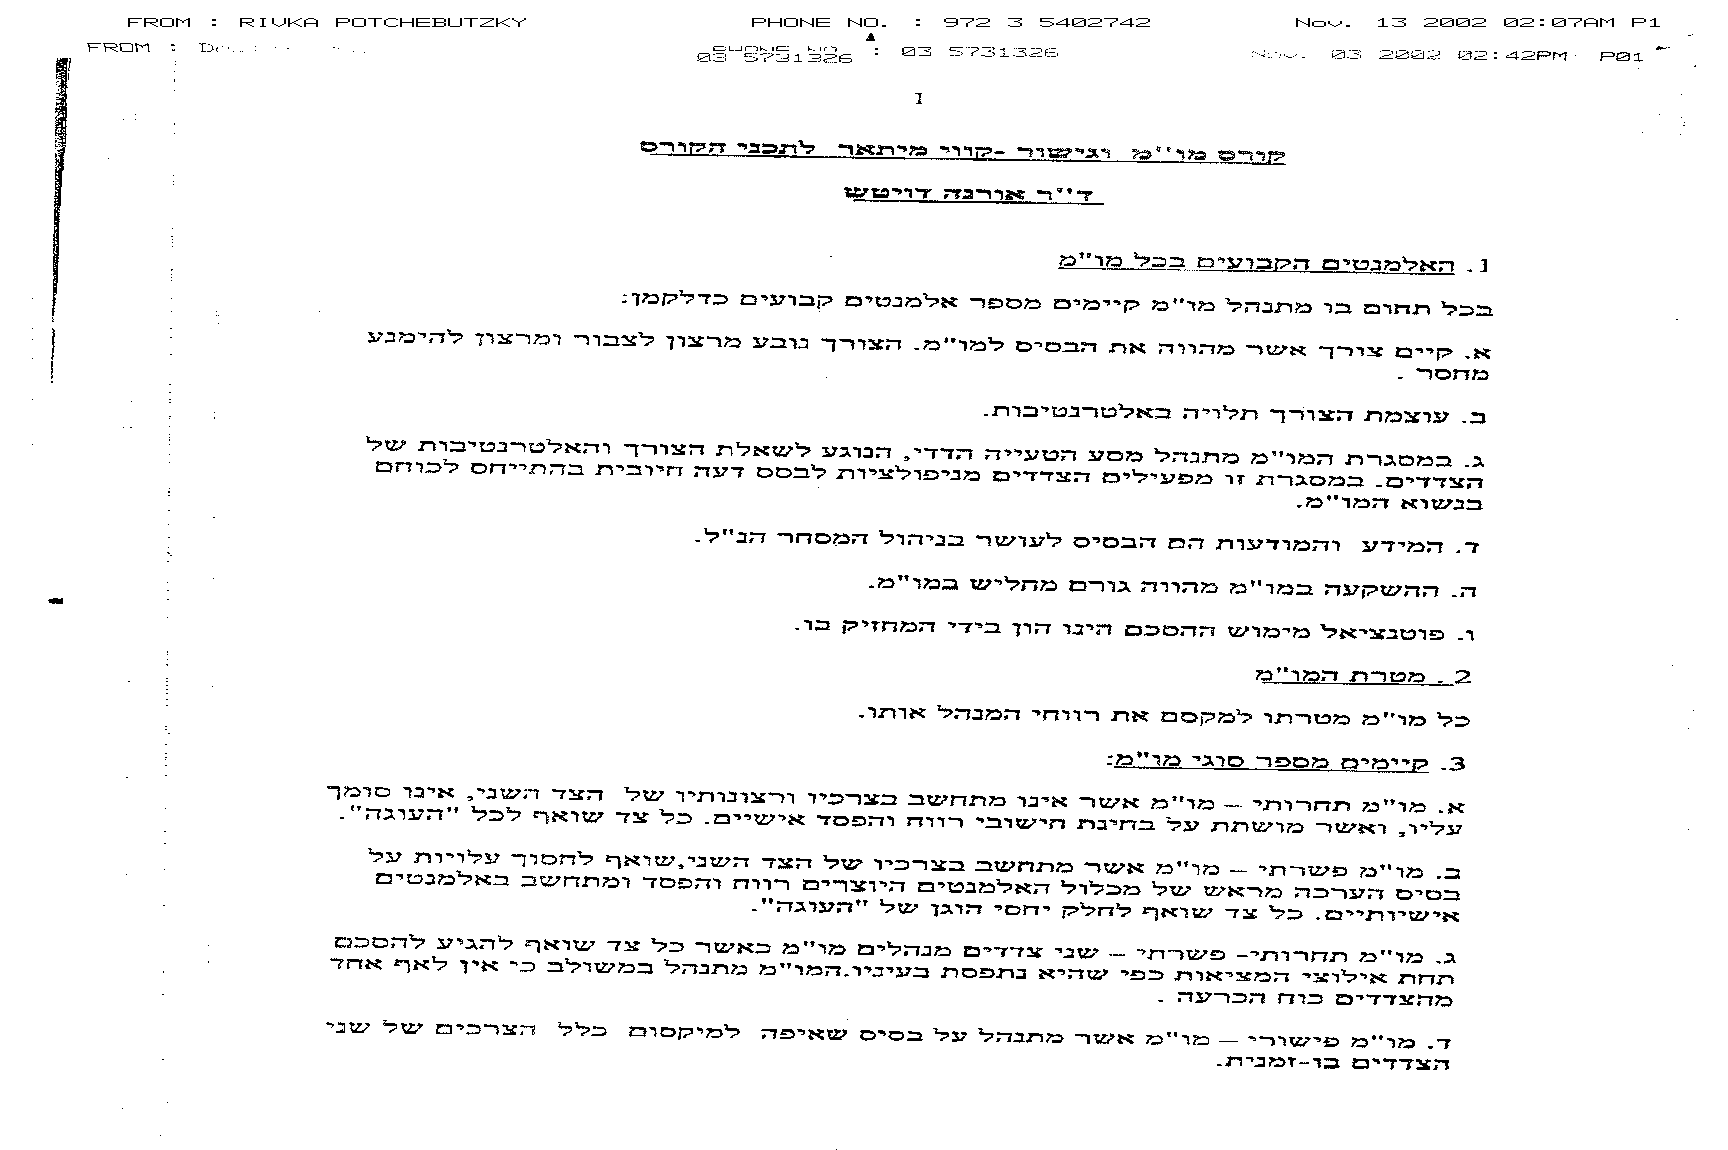 FROM : RIVKA POTCHEBUTZKY PHONE NO. : 972 3 5402742 Nov. 13 2002 02:07AM P1
FROM : PHONE NO. : 03 5731326 Nov. 03 2002 02:42PM P01
03 5731326
1
קורס מו"מ וגישור -קווי מיתאר לתכני הקורס
ד"ר אורנה דויטש
1. האלמנטים הקבועים בכל מו"מ
בכל תחום בו מתנהל מו"מ קיימים מספר אלמנטים קבועים כדלקמן:
א. קיים צורך אשר מהווה את הבסיס למו"מ. הצורך נובע מרצון לצבור ומרצון להימנע
מחסר .
ב. עוצמת הצורך תלויה באלטרנטיבות.
ג. במסגרת המו"מ מתנהל מסע הטעייה הדדי, הנוגע לשאלת הצורך והאלטרנטיבות של
הצדדים. במסגרת זו מפעילים הצדדים מניפולציות לבסס דעה חיובית בהתייחס לכוחם
בנשוא המו"מ.
ד. המידע והמודעות הם הבסיס לעושר בניהול המסחר הנ"ל.
ה. ההשקעה במו"מ מהווה גורם מחליש במו"מ.
ו. פוטנציאל מימוש ההסכם הינו הון בידי המחזיק בו.
2. מטרת המו"מ
כל מו"מ מטרתו למקסם את רווחי המנהל אותו.
3. קיימים מספר סוגי מו"מ:
א. מו"מ תחרותי – מו"מ אשר אינו מתחשב בצרכיו ורצונותיו של הצד השני, אינו סומך
עליו, ואשר מושתת על בחינת חישובי רווח והפסד אישיים. כל צד שואף לכל "העוגה".
ב. מו"מ פשרתי – מו"מ אשר מתחשב בצרכיו של הצד השני,שואף לחסוך עלויות על
בסיס הערכה מראש של מכלול האלמנטים היוצרים רווח והפסד ומתחשב באלמנטים
אישיותיים. כל צד שואף לחלק יחסי הוגן של "העוגה".
ג. מו"מ תחרותי- פשרתי – שני צדדים מנהלים מו"מ כאשר כל צד שואף להגיע להסכם
תחת אילוצי המציאות כפי שהיא נתפסת בעיניו.המו"מ מתנהל במשולב כי אין לאף אחד
מהצדדים כוח הכרעה .
ד. מו"מ פישורי – מו"מ אשר מתנהל על בסיס שאיפה למיקסום כלל הצרכים של שני
הצדדים בו-זמנית.